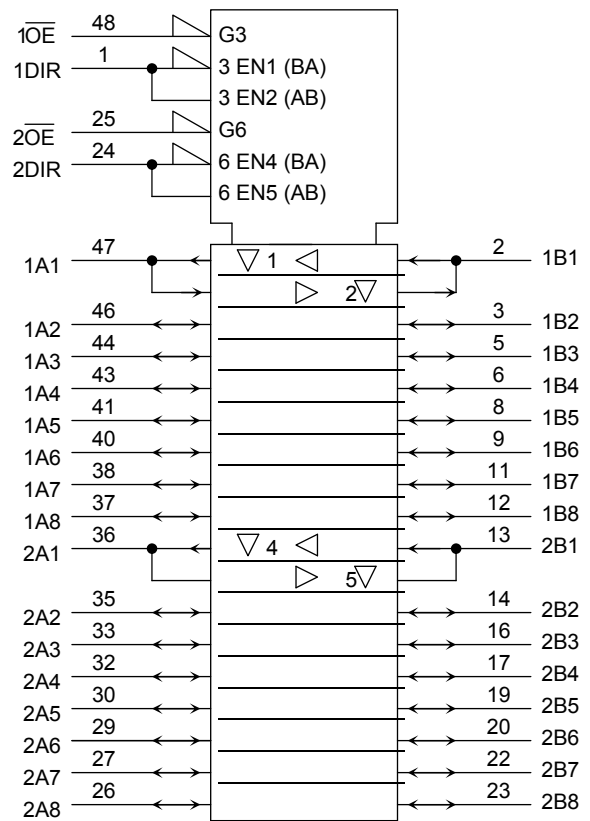 1O̅E̅ 48 G3
1DIR 1 3 EN1 (BA)
3 EN2 (AB)
2O̅E̅ 25 G6
2DIR 24 6 EN4 (BA)
6 EN5 (AB)
1A1 47 ▽ 1 ◁ 2 1B1
▷ 2▽
1A2 46 3 1B2
1A3 44 5 1B3
1A4 43 6 1B4
1A5 41 8 1B5
1A6 40 9 1B6
1A7 38 11 1B7
1A8 37 12 1B8
2A1 36 ▽ 4 ◁ 13 2B1
▷ 5▽
2A2 35 14 2B2
2A3 33 16 2B3
2A4 32 17 2B4
2A5 30 19 2B5
2A6 29 20 2B6
2A7 27 22 2B7
2A8 26 23 2B8